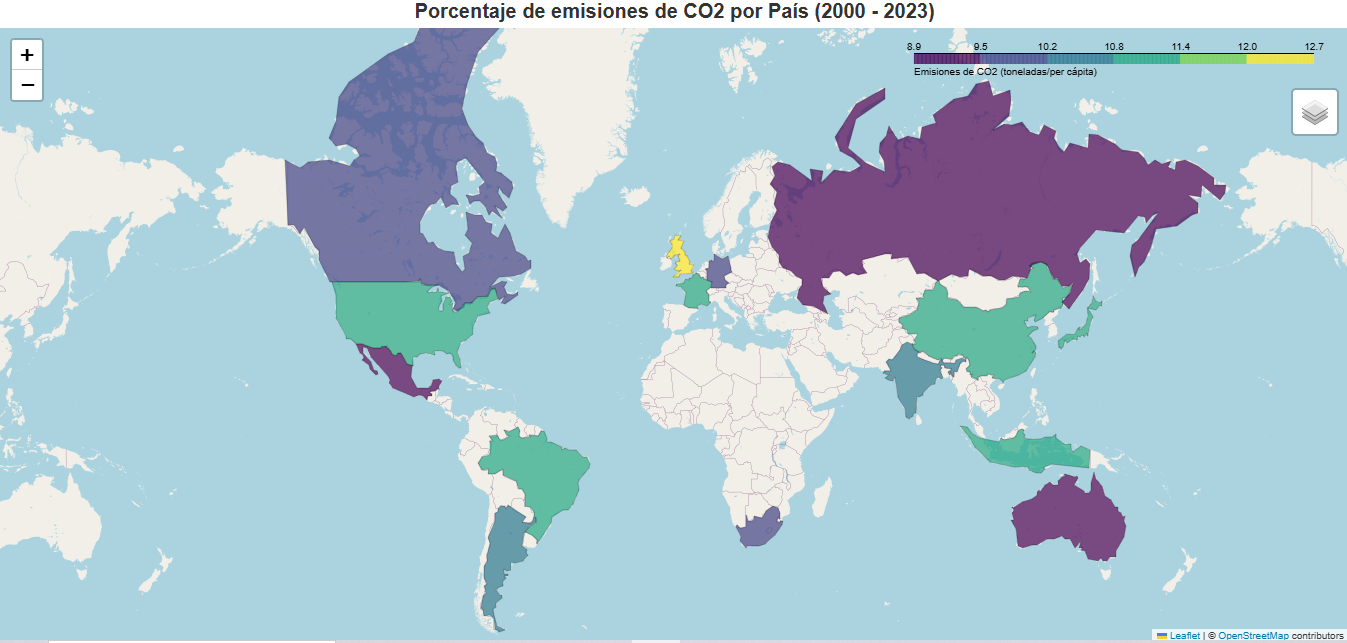 Porcentaje de emisiones de CO2 por País (2000 - 2023)
+
−
8.9 9.5 10.2 10.8 11.4 12.0 12.7
Emisiones de CO2 (toneladas/per cápita)
Leaflet | © OpenStreetMap contributors